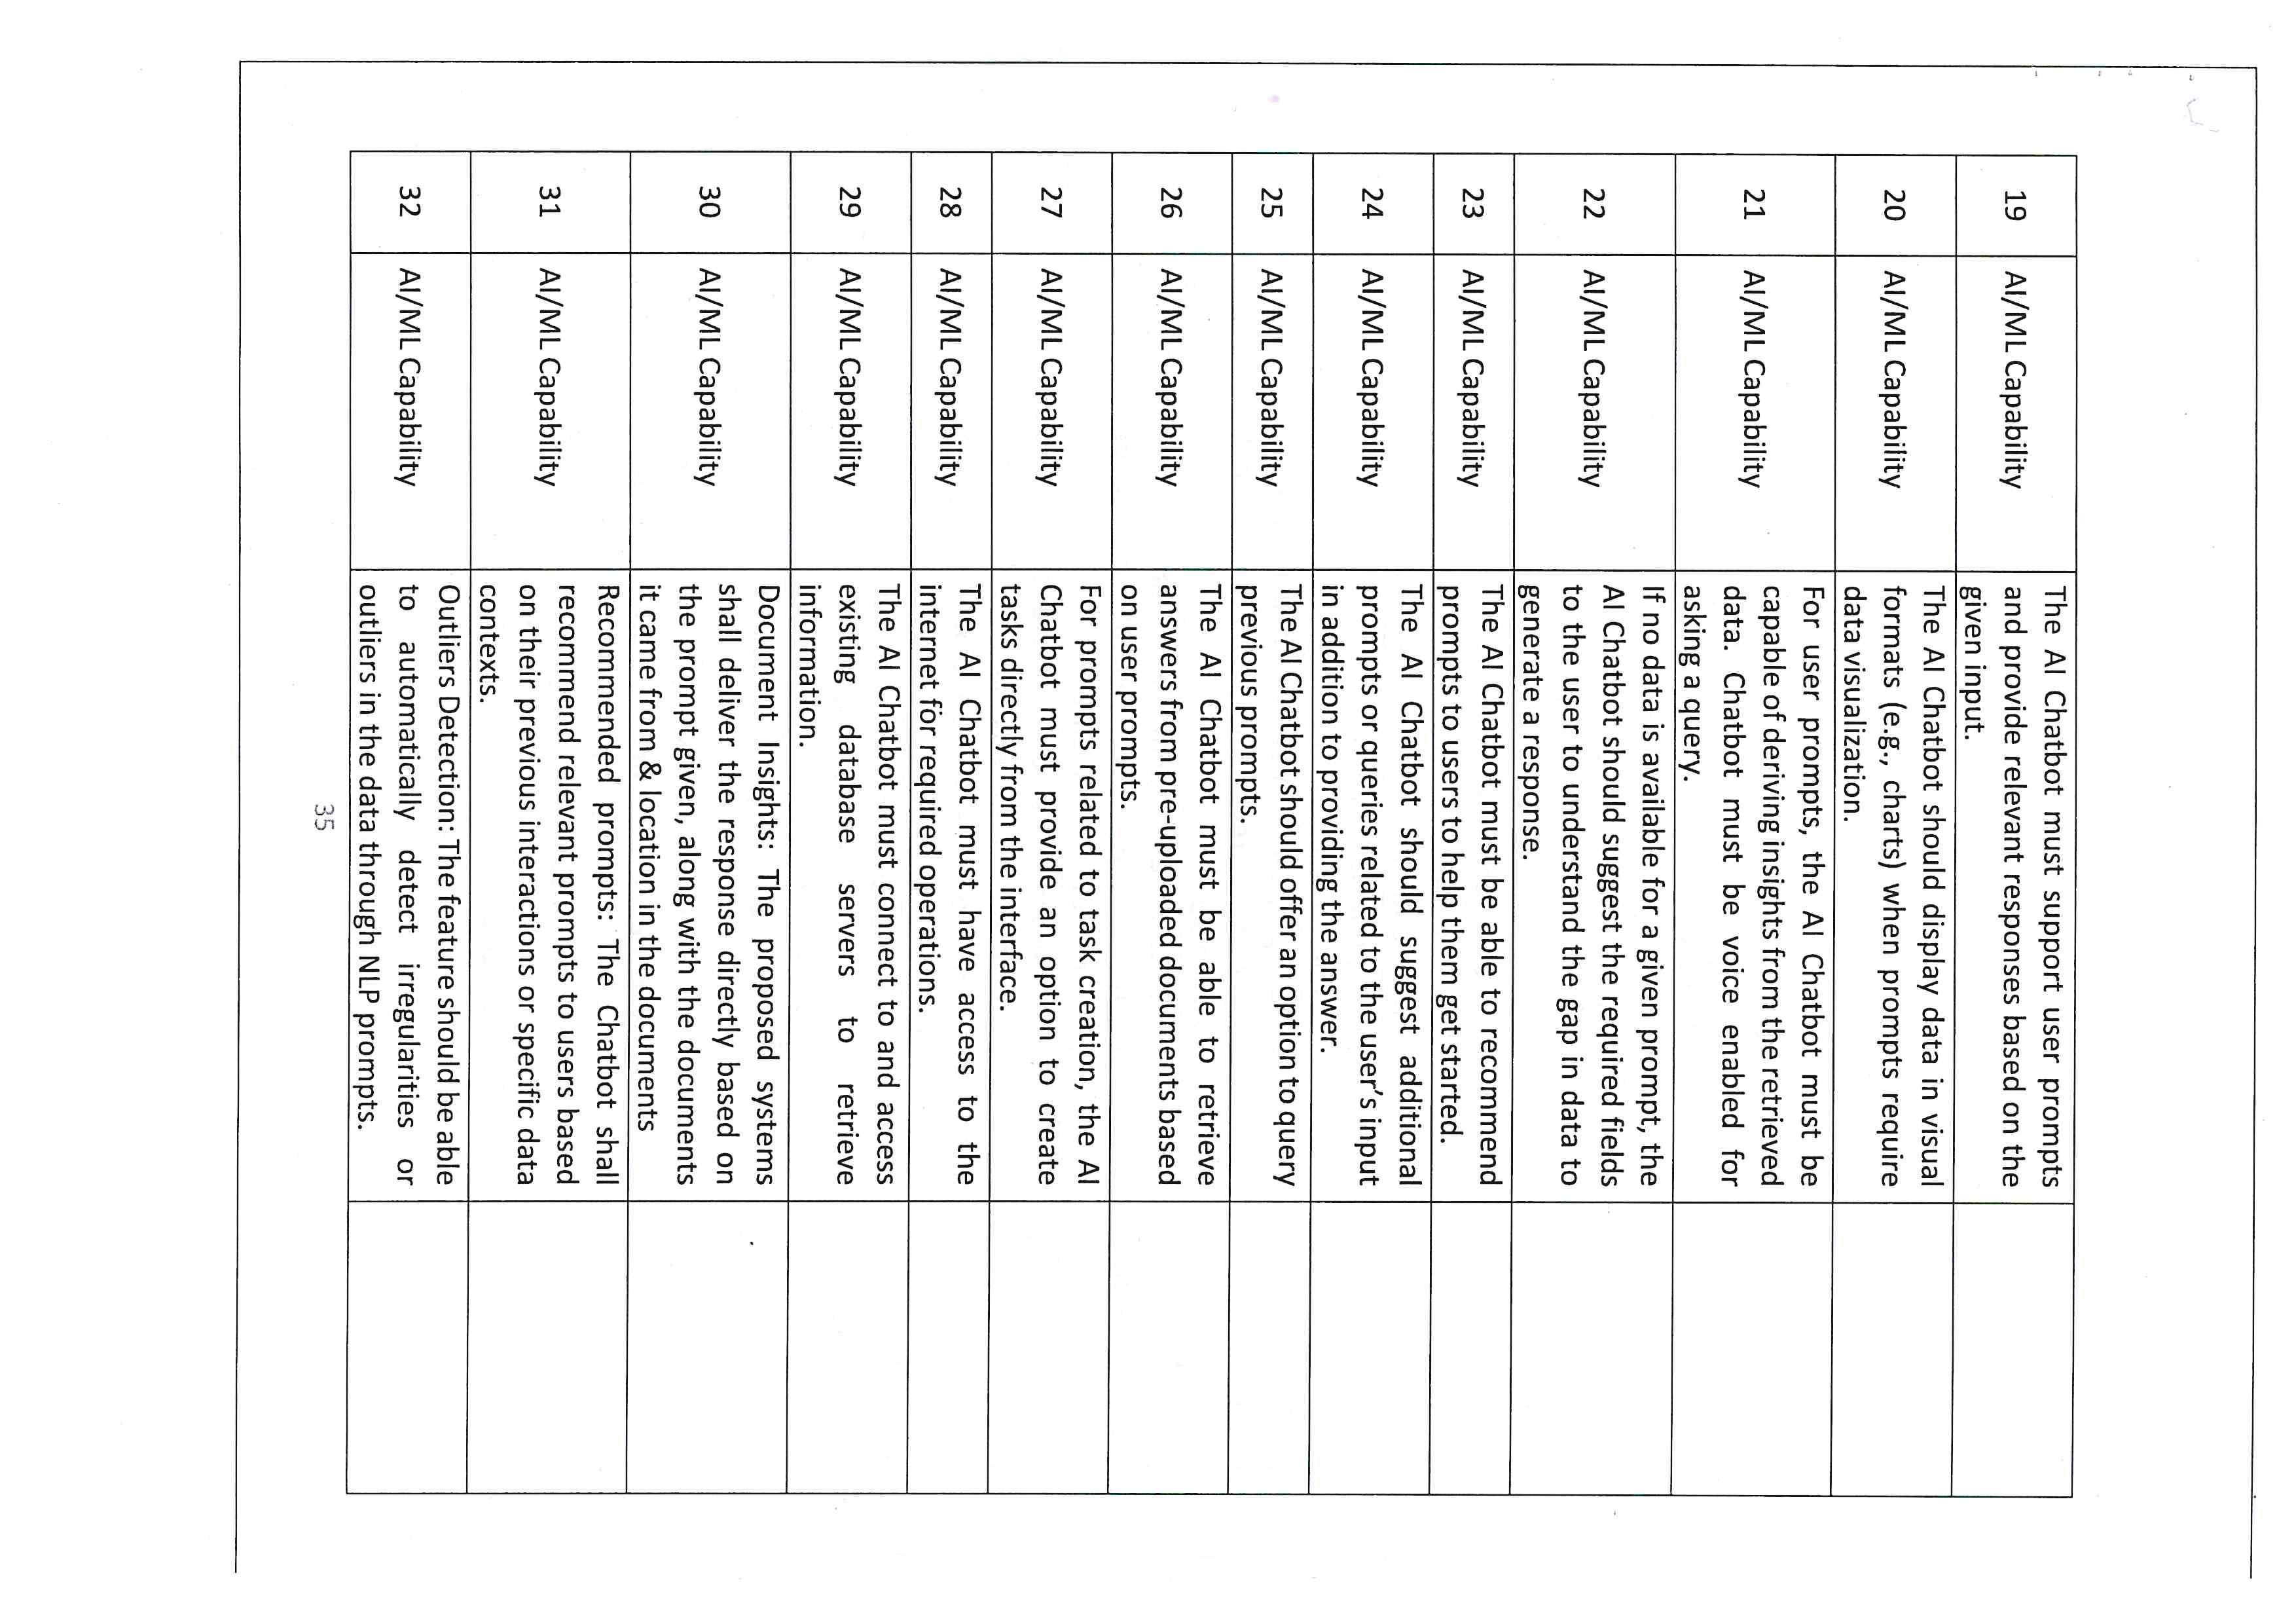 19
AI/ML Capability
The AI Chatbot must support user prompts
and provide relevant responses based on the
given input.
20
AI/ML Capability
The AI Chatbot should display data in visual
formats (e.g., charts) when prompts require
data visualization.
21
AI/ML Capability
For user prompts, the AI Chatbot must be
capable of deriving insights from the retrieved
data. Chatbot must be voice enabled for
asking a query.
22
AI/ML Capability
If no data is available for a given prompt, the
AI Chatbot should suggest the required fields
to the user to understand the gap in data to
generate a response.
23
AI/ML Capability
The AI Chatbot must be able to recommend
prompts to users to help them get started.
24
AI/ML Capability
The AI Chatbot should suggest additional
prompts or queries related to the user’s input
in addition to providing the answer.
25
AI/ML Capability
The AI Chatbot should offer an option to query
previous prompts.
26
AI/ML Capability
The AI Chatbot must be able to retrieve
answers from pre-uploaded documents based
on user prompts.
27
AI/ML Capability
For prompts related to task creation, the AI
Chatbot must provide an option to create
tasks directly from the interface.
28
AI/ML Capability
The AI Chatbot must have access to the
internet for required operations.
29
AI/ML Capability
The AI Chatbot must connect to and access
existing database servers to retrieve
information.
30
AI/ML Capability
Document Insights: The proposed systems
shall deliver the response directly based on
the prompt given, along with the documents
it came from & location in the documents
31
AI/ML Capability
Recommended prompts: The Chatbot shall
recommend relevant prompts to users based
on their previous interactions or specific data
contexts.
32
AI/ML Capability
Outliers Detection: The feature should be able
to automatically detect irregularities or
outliers in the data through NLP prompts.
35